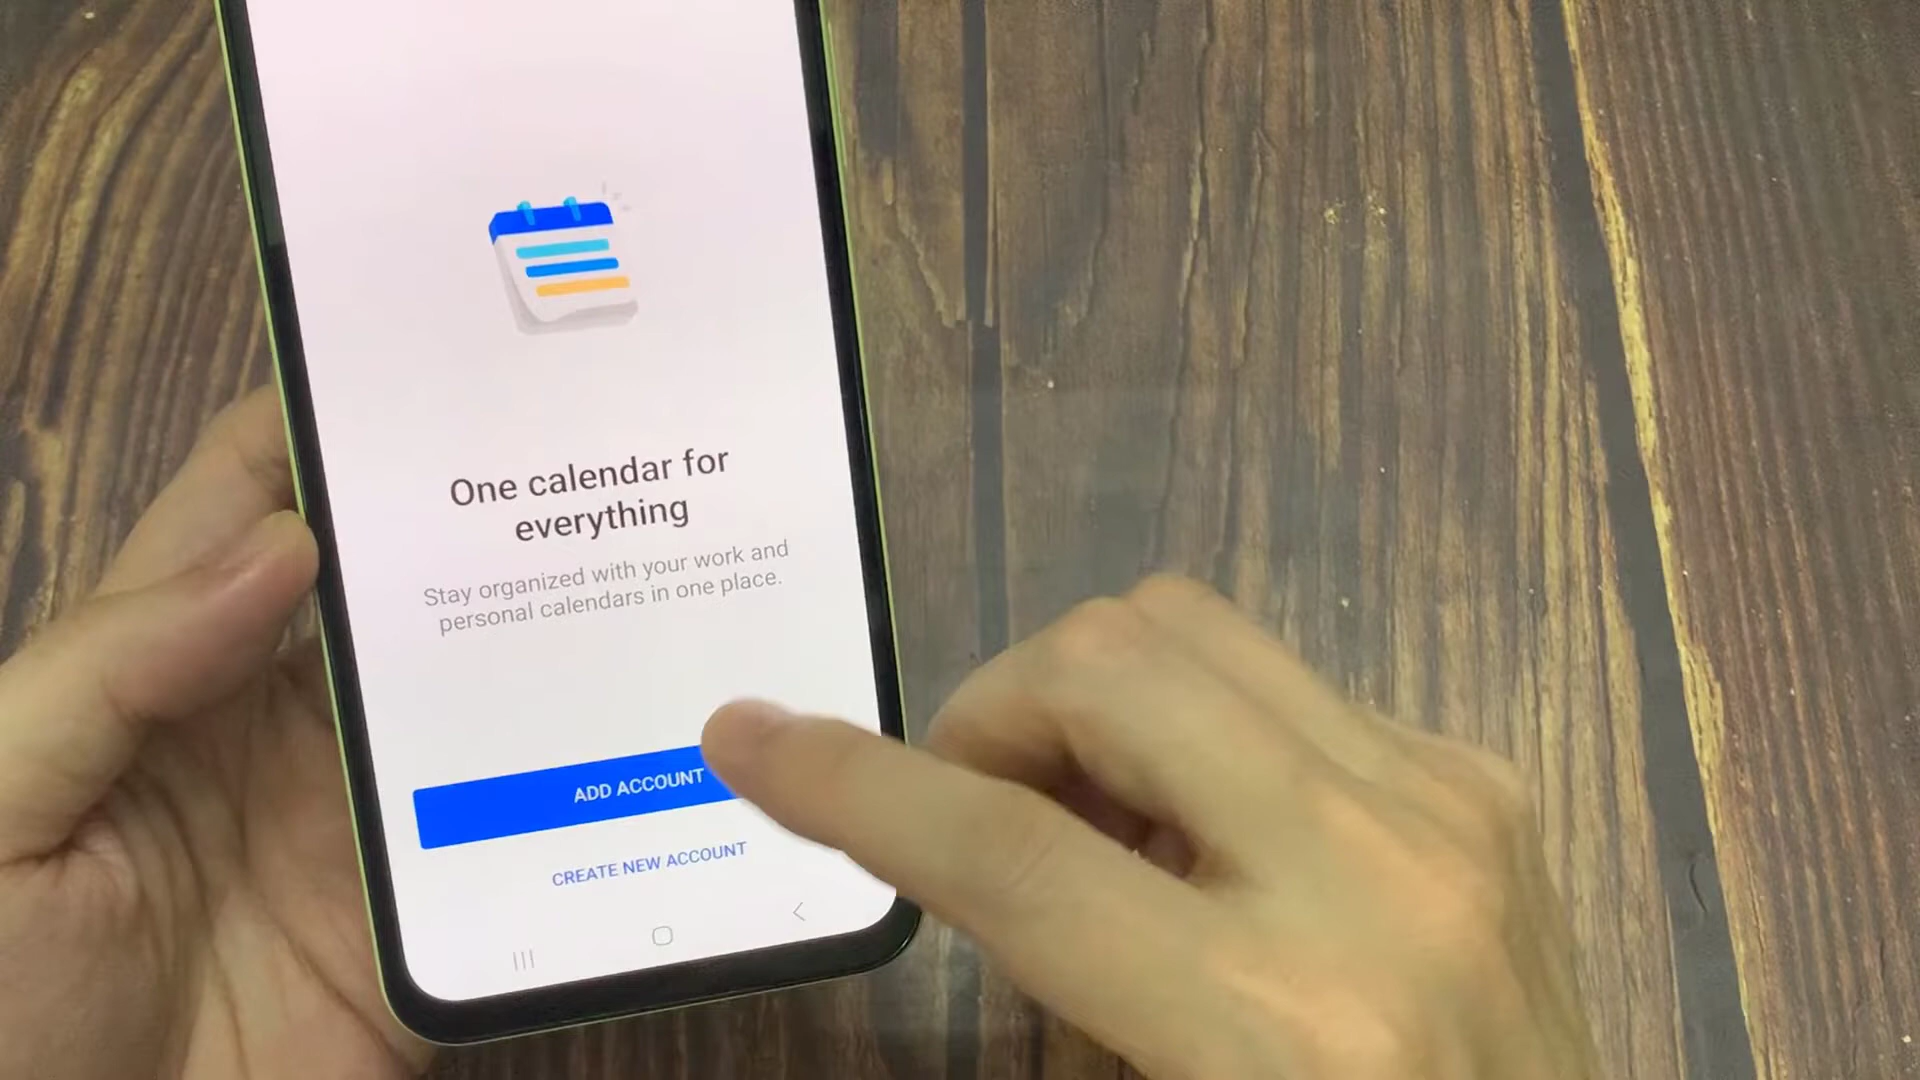 One calendar for
everything
Stay organized with your work and
personal calendars in one place.
ADD ACCOUNT
CREATE NEW ACCOUNT